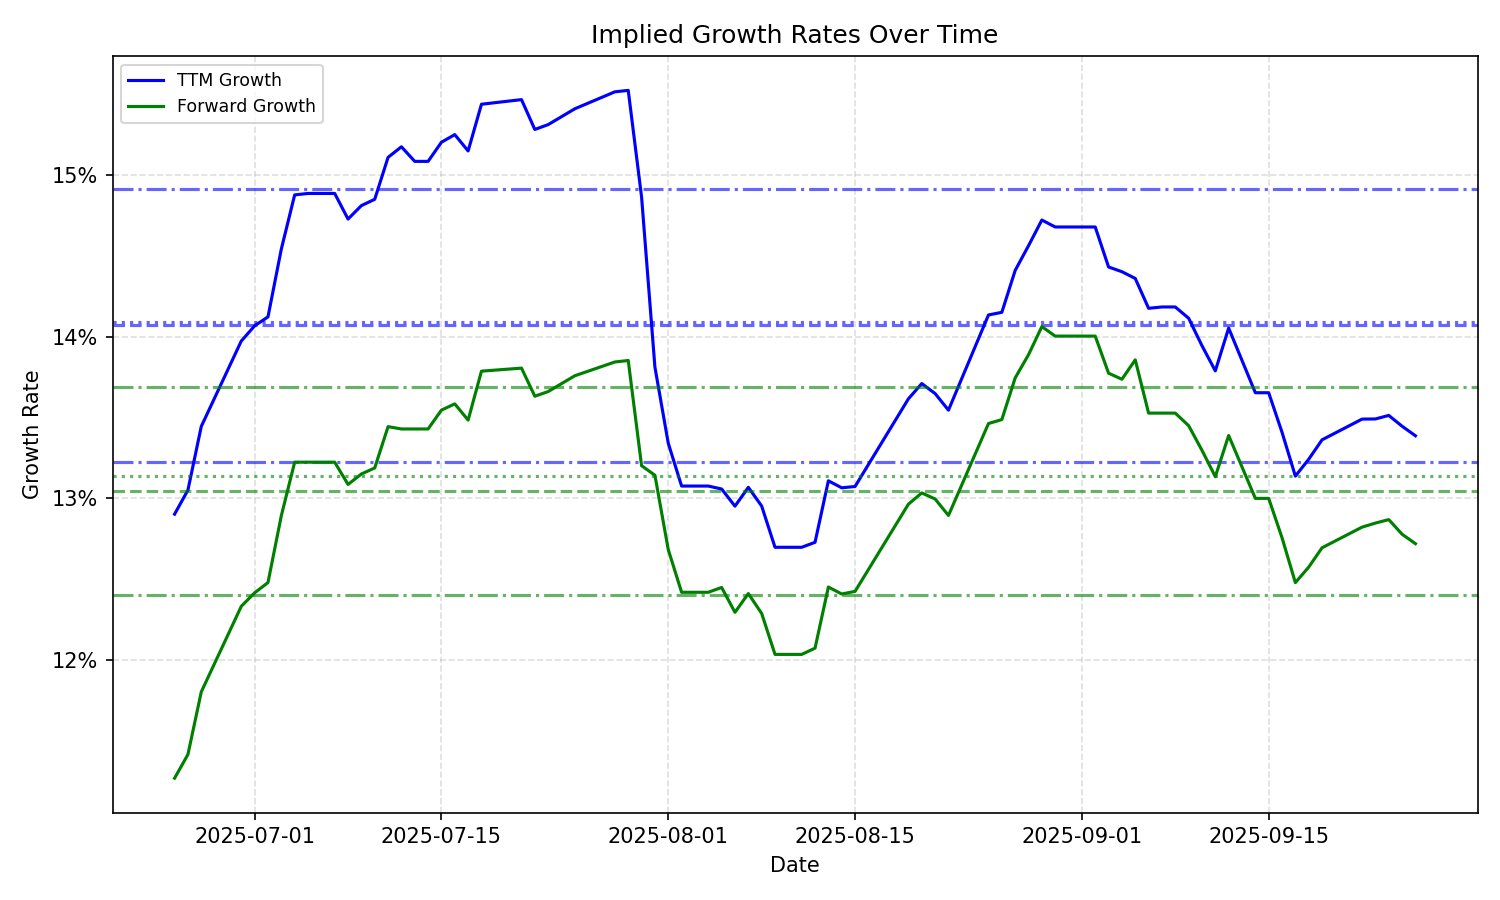 Implied Growth Rates Over Time
TTM Growth
Forward Growth
15%
14%
13%
12%
Growth Rate
2025-07-01
2025-07-15
2025-08-01
2025-08-15
2025-09-01
2025-09-15
Date